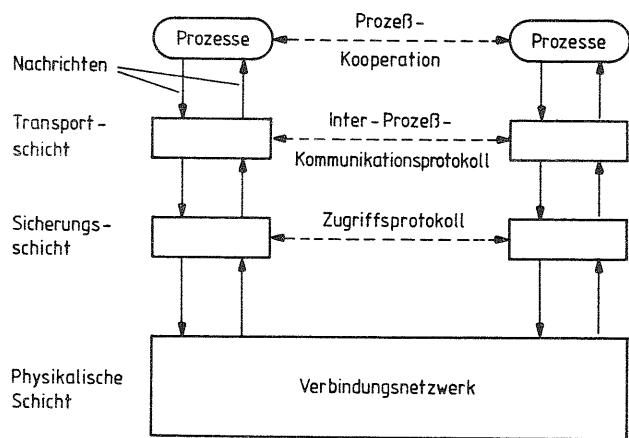 Prozeß-
Prozesse
Prozesse
Kooperation
Nachrichten
Transport-
schicht
Inter-Prozeß-
Kommunikationsprotokoll
Sicherungs-
schicht
Zugriffsprotokoll
Physikalische
Schicht
Verbindungsnetzwerk